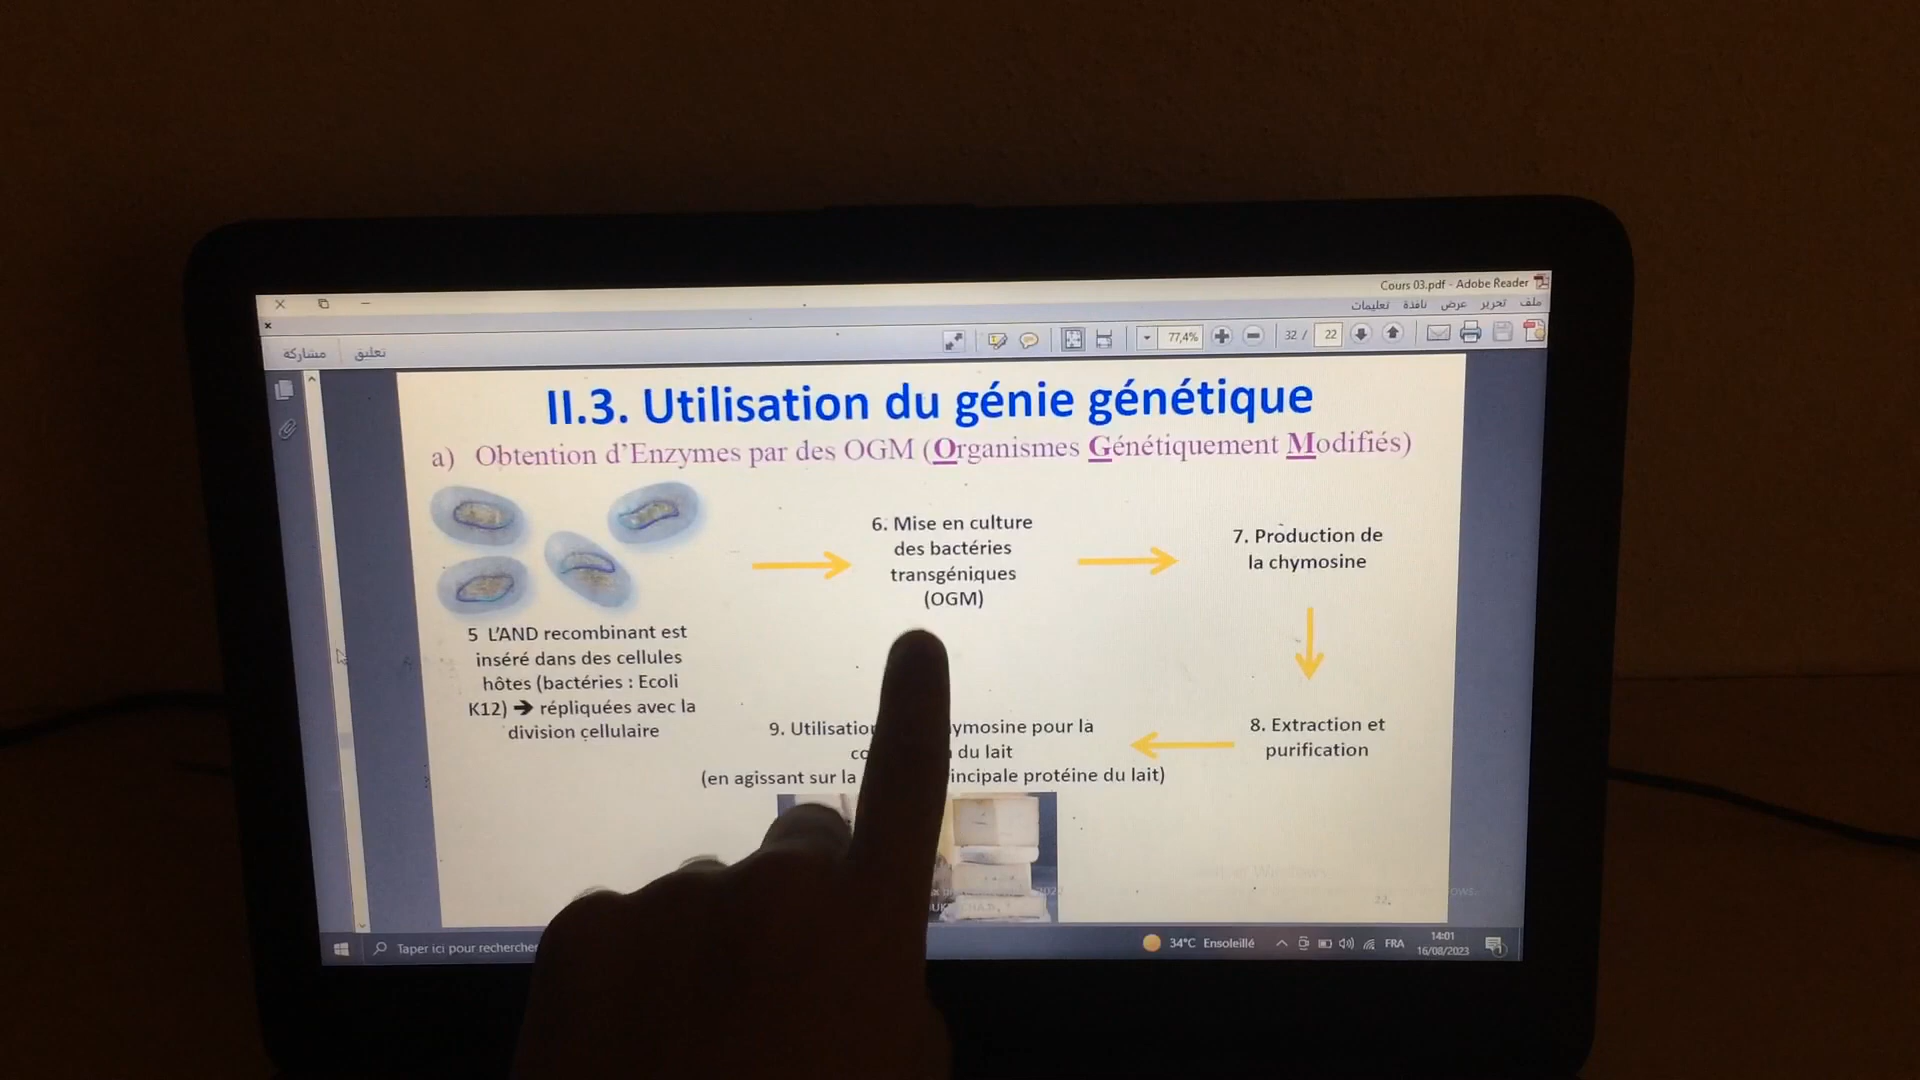 Cours 03.pdf - Adobe Reader
ملف تحرير عرض نافذة تعليمات
77,4% 32 / 22
تعليق مشاركة
II.3. Utilisation du génie génétique
a) Obtention d'Enzymes par des OGM (Organismes Génétiquement Modifiés)
6. Mise en culture
des bactéries
transgéniques
(OGM)
7. Production de
la chymosine
5 L'AND recombinant est
inséré dans des cellules
hôtes (bactéries : Ecoli
K12) ➔ répliquées avec la
division cellulaire
8. Extraction et
purification
9. Utilisation ymosine pour la
co du lait
(en agissant sur la incipale protéine du lait)
22
Taper ici pour rechercher
34°C Ensoleillé
FRA
14:01
16/08/2023